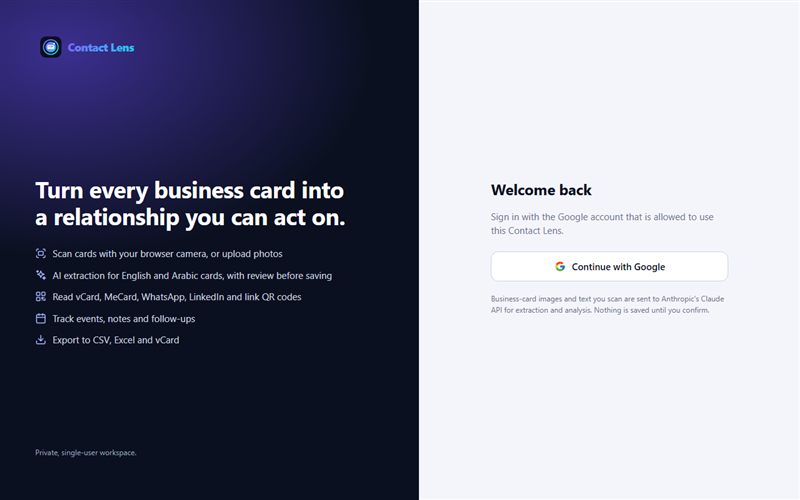 Contact Lens
Turn every business card into
a relationship you can act on.
Scan cards with your browser camera, or upload photos
AI extraction for English and Arabic cards, with review before saving
Read vCard, MeCard, WhatsApp, LinkedIn and link QR codes
Track events, notes and follow-ups
Export to CSV, Excel and vCard
Private, single-user workspace.
Welcome back
Sign in with the Google account that is allowed to use
this Contact Lens.
Continue with Google
Business-card images and text you scan are sent to Anthropic's Claude
API for extraction and analysis. Nothing is saved until you confirm.